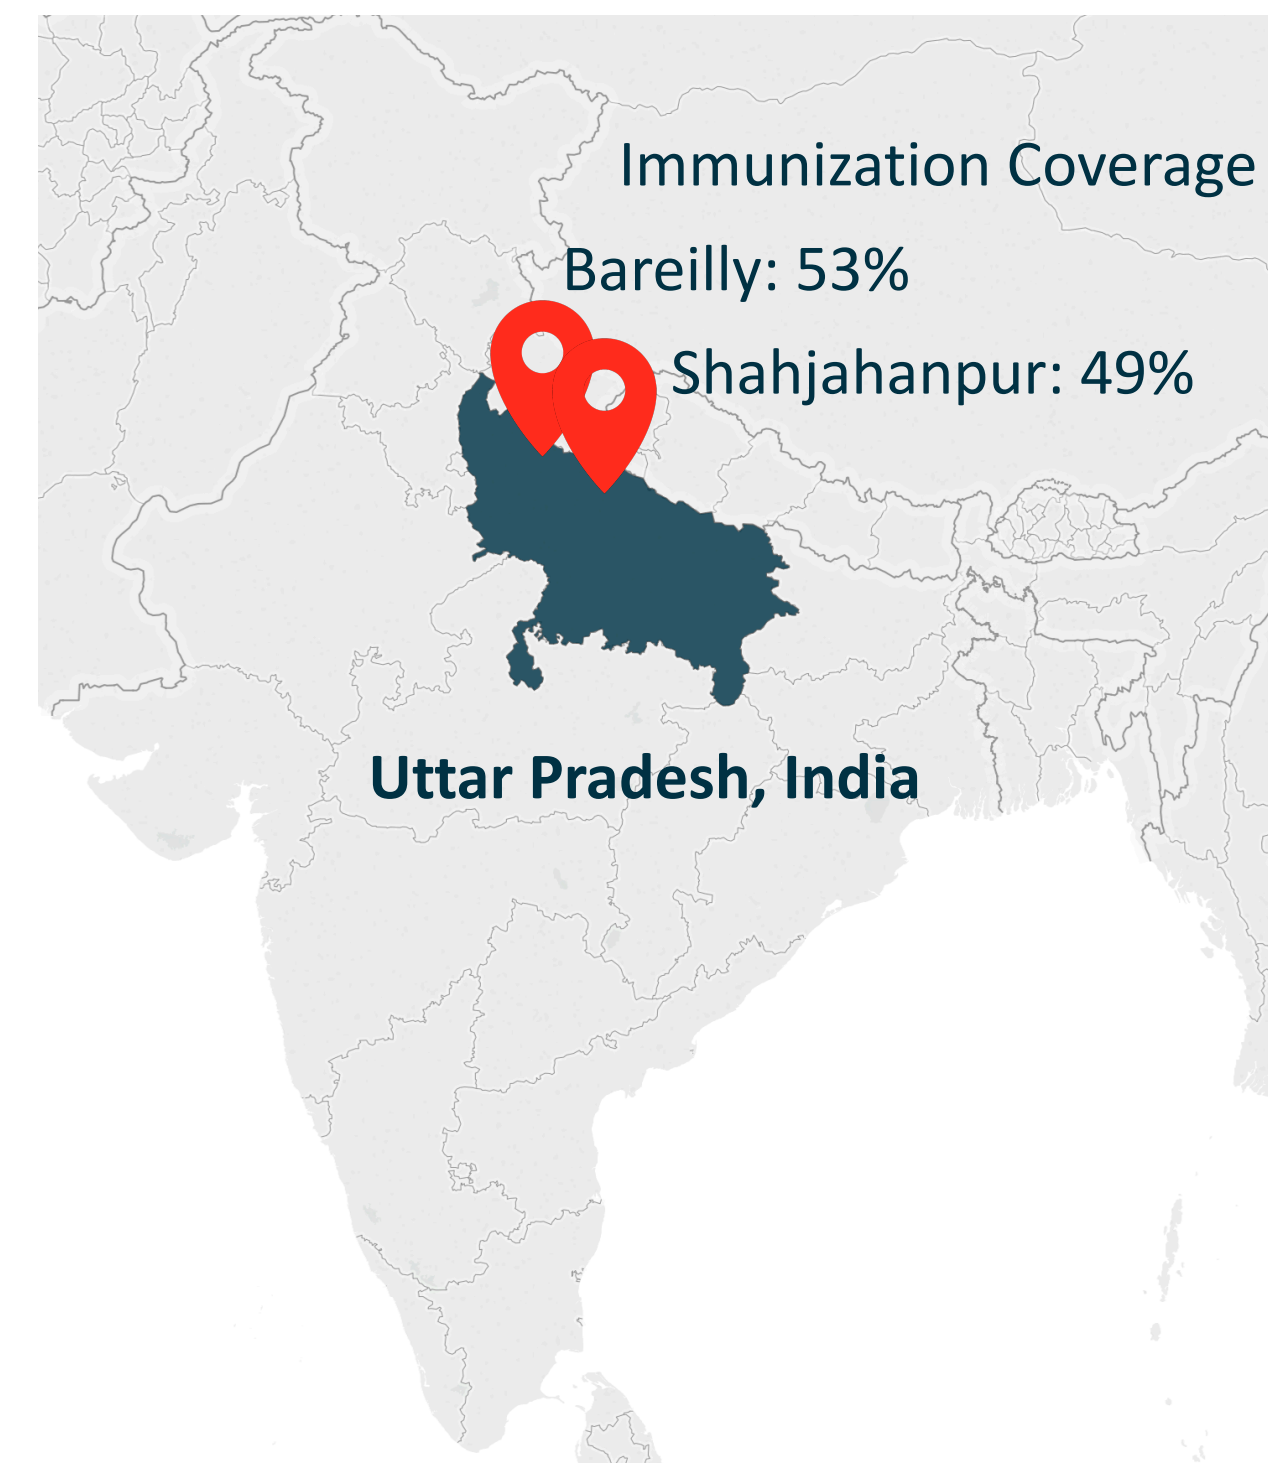 Immunization Coverage
Bareilly: 53%
Shahjahanpur: 49%
Uttar Pradesh, India